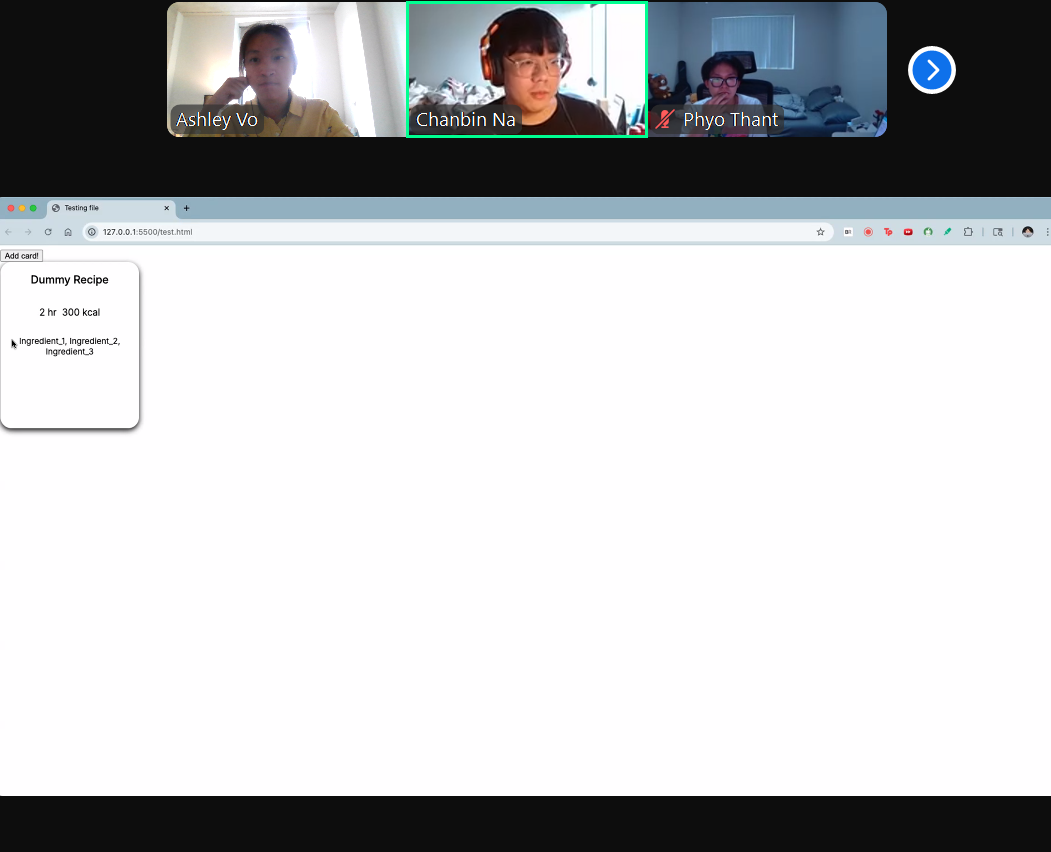 Ashley Vo
Chanbin Na
Phyo Thant
Testing file
127.0.0.1:5500/test.html
Add card!
Dummy Recipe
2 hr 300 kcal
Ingredient_1, Ingredient_2,
Ingredient_3